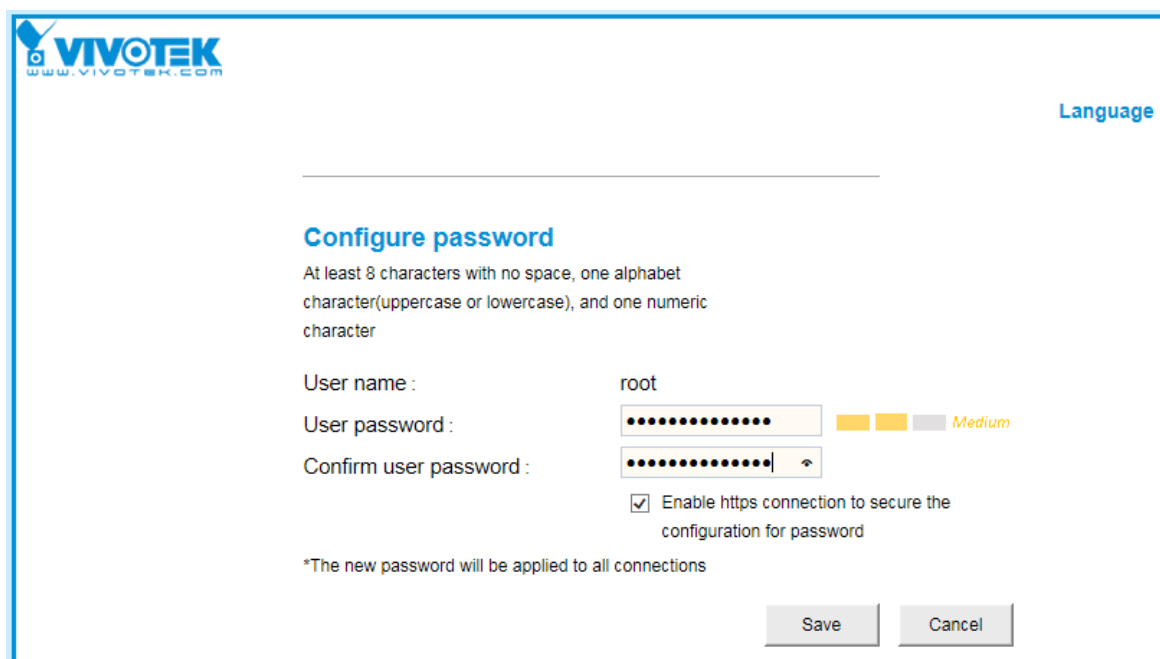 VIVOTEK
www.vivotek.com
Language
Configure password
At least 8 characters with no space, one alphabet
character(uppercase or lowercase), and one numeric
character
User name : root
User password : •••••••••••••• Medium
Confirm user password : ••••••••••••••
Enable https connection to secure the
configuration for password
*The new password will be applied to all connections
Save Cancel